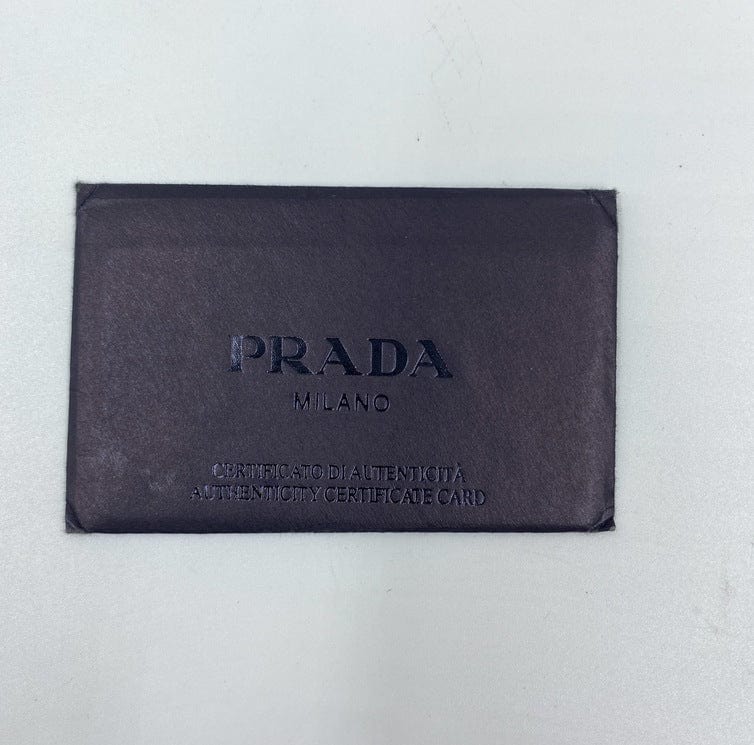 PRADA
MILANO
CERTIFICATO DI AUTENTICITÀ
AUTHENTICITY CERTIFICATE CARD